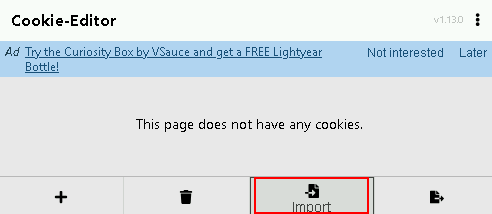 Cookie-Editor
v1.13.0
Ad Try the Curiosity Box by VSauce and get a FREE Lightyear Bottle! Not interested Later
This page does not have any cookies.
Import